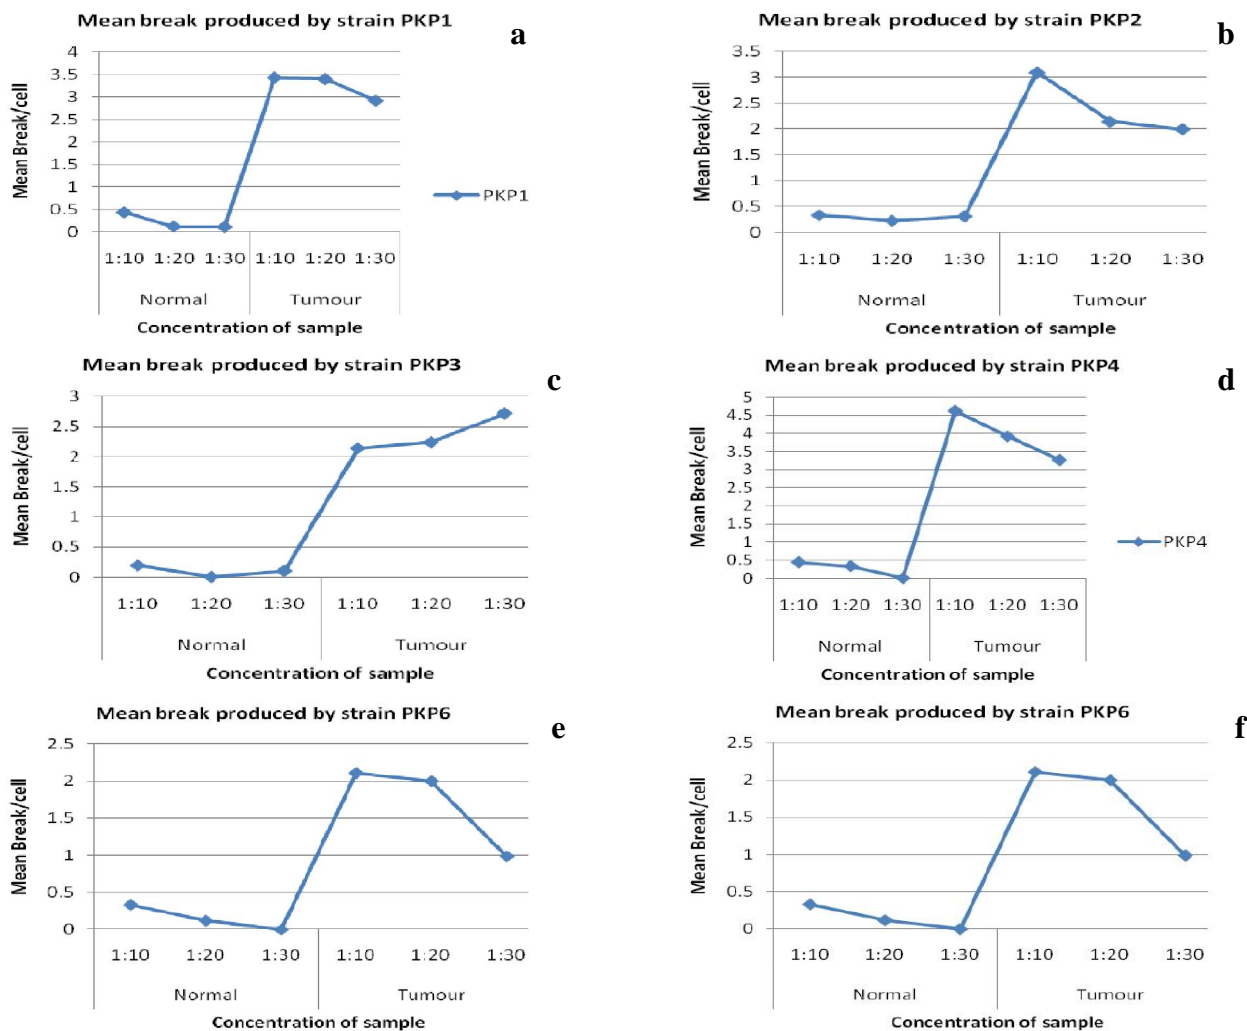 Mean break produced by strain PKP1
a
Mean Break/cell
4
3.5
3
2.5
2
1.5
1
0.5
0
PKP1
1:10 1:20 1:30 1:10 1:20 1:30
Normal Tumour
Concentration of sample
Mean break produced by strain PKP2
b
Mean Break/cell
3.5
3
2.5
2
1.5
1
0.5
0
1:10 1:20 1:30 1:10 1:20 1:30
Normal Tumour
Concentration of sample
Mean break produced by strain PKP3
c
Mean Break/cell
3
2.5
2
1.5
1
0.5
0
1:10 1:20 1:30 1:10 1:20 1:30
Normal Tumour
Concentration of sample
Mean break produced by strain PKP4
d
Mean Break/cell
5
4.5
4
3.5
3
2.5
2
1.5
1
0.5
0
PKP4
1:10 1:20 1:30 1:10 1:20 1:30
Normal Tumour
Concentration of sample
Mean break produced by strain PKP6
e
Mean Break/cell
2.5
2
1.5
1
0.5
0
1:10 1:20 1:30 1:10 1:20 1:30
Normal Tumour
Concentration of sample
Mean break produced by strain PKP6
f
Mean Break/cell
2.5
2
1.5
1
0.5
0
1:10 1:20 1:30 1:10 1:20 1:30
Normal Tumour
Concentration of sample